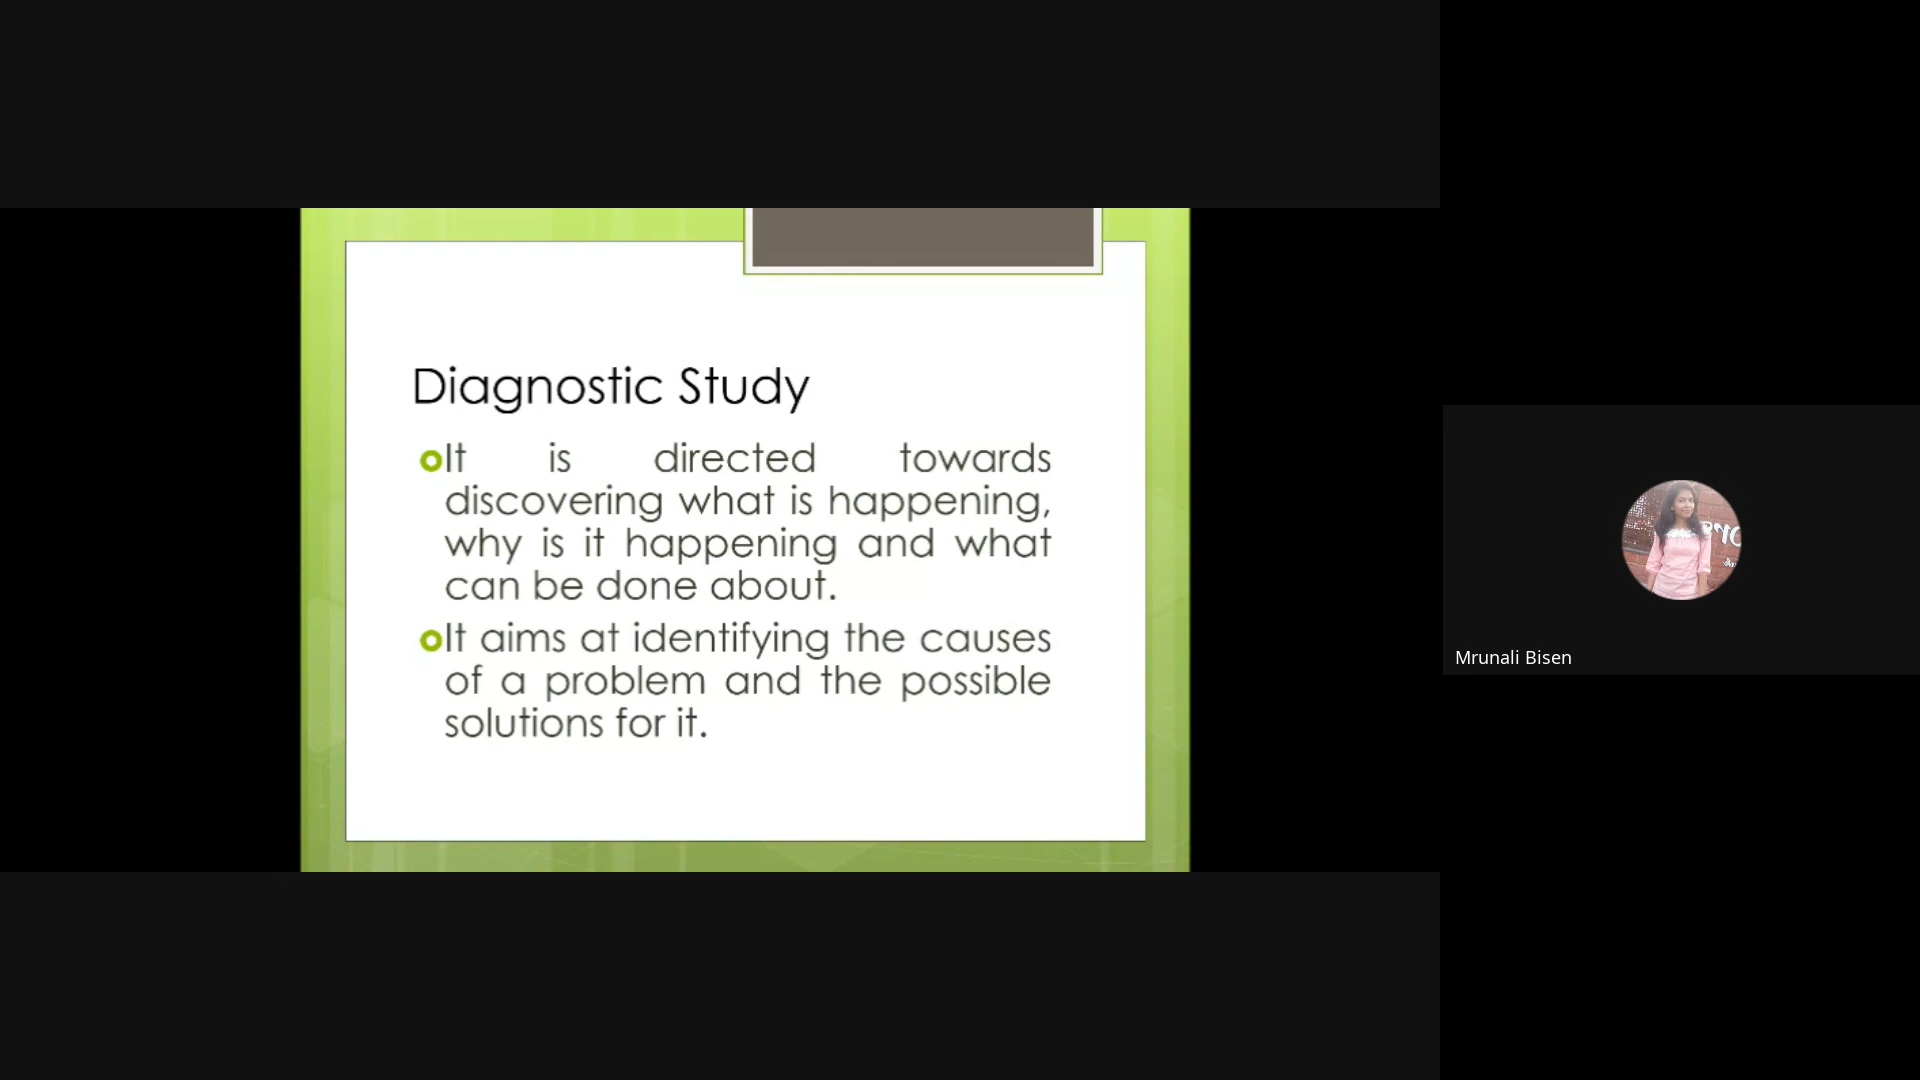 Diagnostic Study
It is directed towards
discovering what is happening,
why is it happening and what
can be done about.
It aims at identifying the causes
of a problem and the possible
solutions for it.
Mrunali Bisen